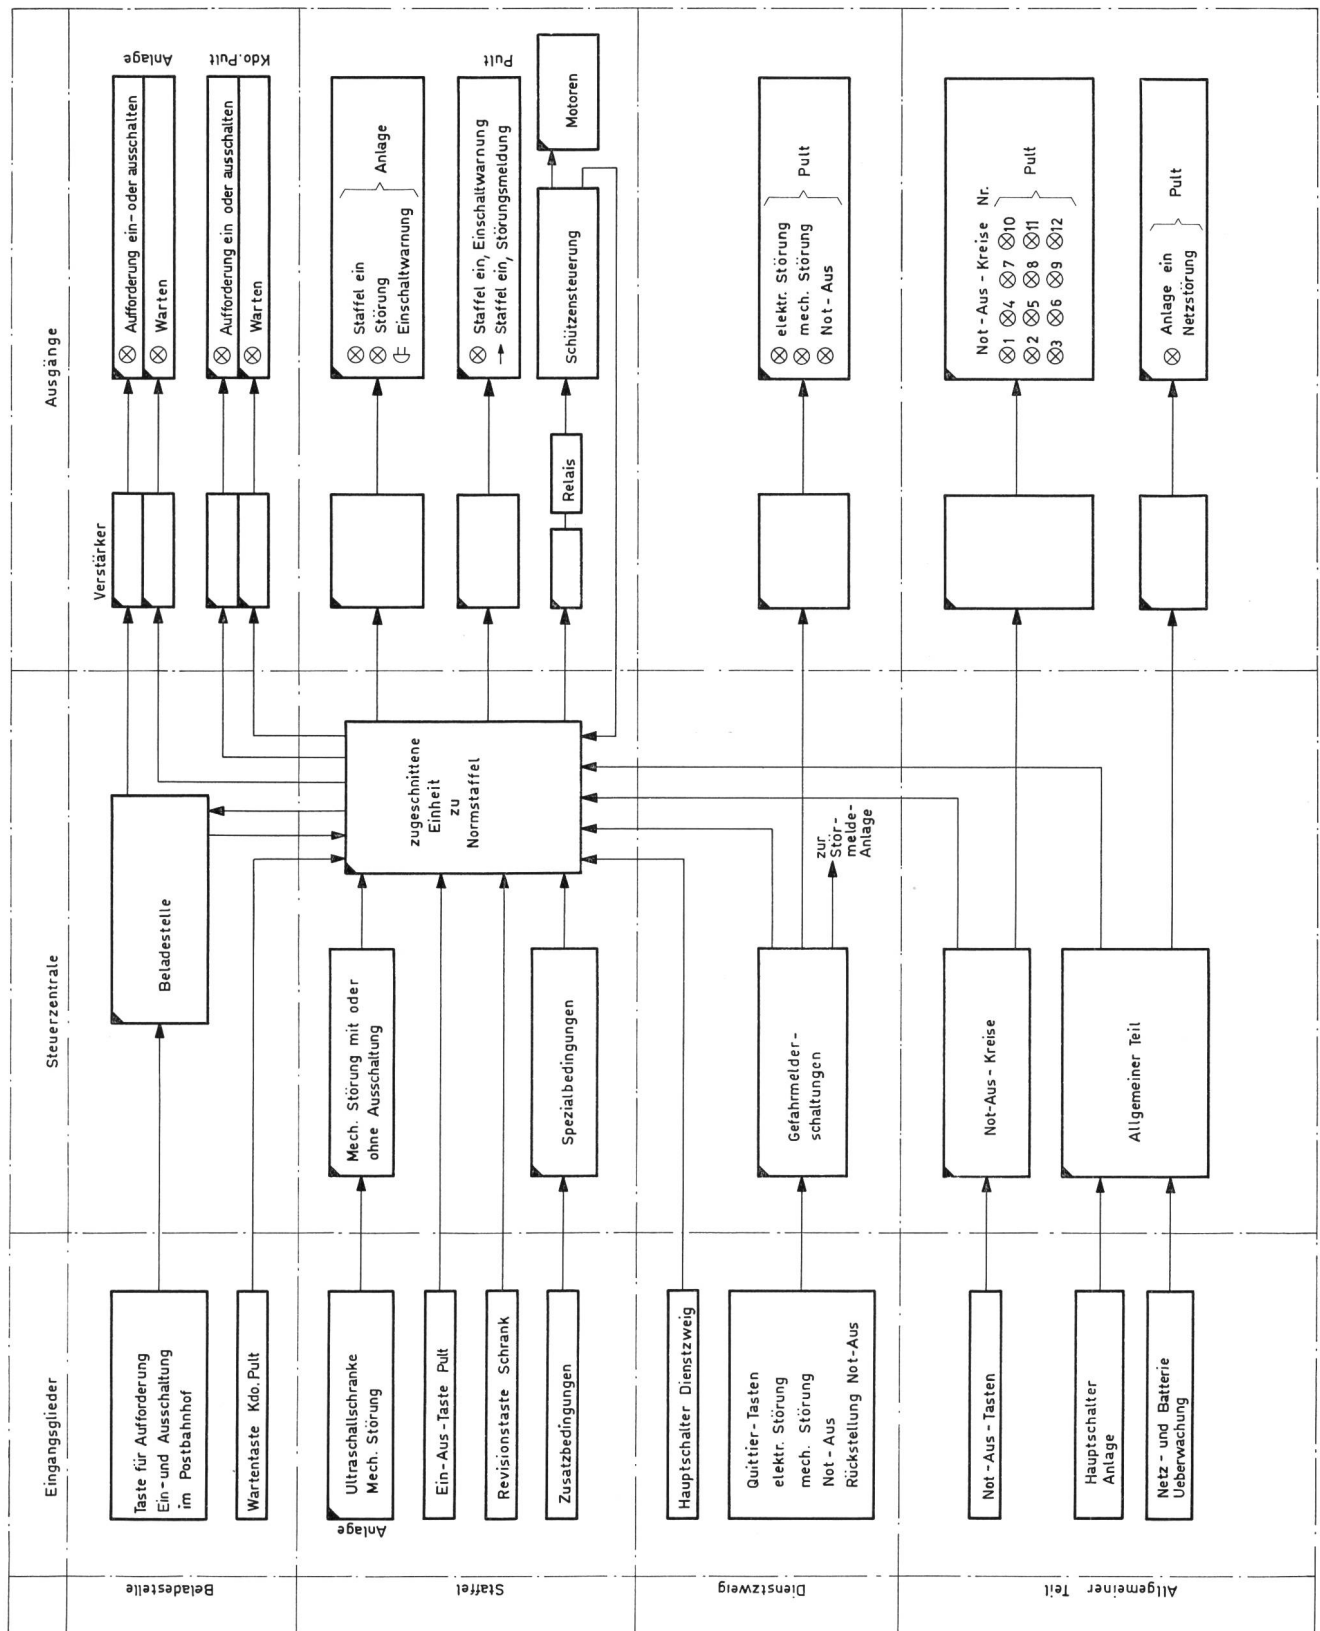 Eingangsglieder
Steuerzentrale
Ausgänge
Beladestelle
Taste für Aufforderung
Ein- und Ausschaltung
im Postbahnhof
Wartentaste Kdo. Pult
Beladestelle
Verstärker
Aufforderung ein- oder ausschalten
Warten
Anlage
Aufforderung ein oder ausschalten
Warten
Kdo. Pult
Staffel
Anlage
Ultraschallschranke
Mech. Störung
Ein-Aus-Taste Pult
Revisionstaste Schrank
Zusatzbedingungen
Mech. Störung mit oder
ohne Ausschaltung
Spezialbedingungen
zugeschnittene
Einheit
zu
Normstaffel
Staffel ein
Störung
Einschaltwarnung
Anlage
Staffel ein, Einschaltwarnung
Staffel ein, Störungsmeldung
Pult
Relais
Schützensteuerung
Motoren
Dienstzweig
Hauptschalter Dienstzweig
Quittier-Tasten
elektr. Störung
mech. Störung
Not-Aus
Rückstellung Not-Aus
Gefahrmelder-
schaltungen
zur
Stör-
melde-
Anlage
elektr. Störung
mech. Störung
Not-Aus
Pult
Allgemeiner Teil
Not-Aus-Tasten
Hauptschalter
Anlage
Netz- und Batterie
Ueberwachung
Not-Aus-Kreise
Allgemeiner Teil
Not-Aus-Kreise Nr.
1 4 7 10
2 5 8 11
3 6 9 12
Pult
Anlage ein
Netzstörung
Pult